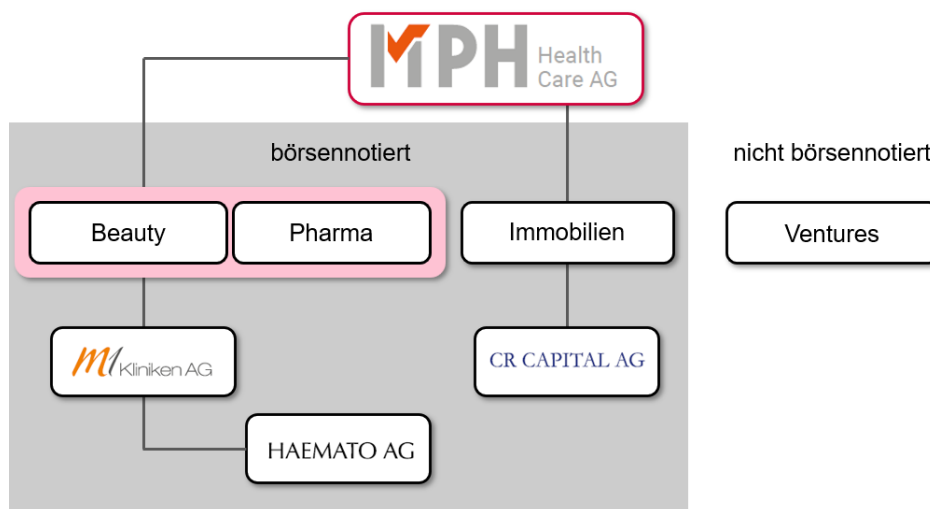 MPH Health
Care AG
börsennotiert
nicht börsennotiert
Beauty
Pharma
Immobilien
Ventures
M1 Kliniken AG
CR CAPITAL AG
HAEMATO AG